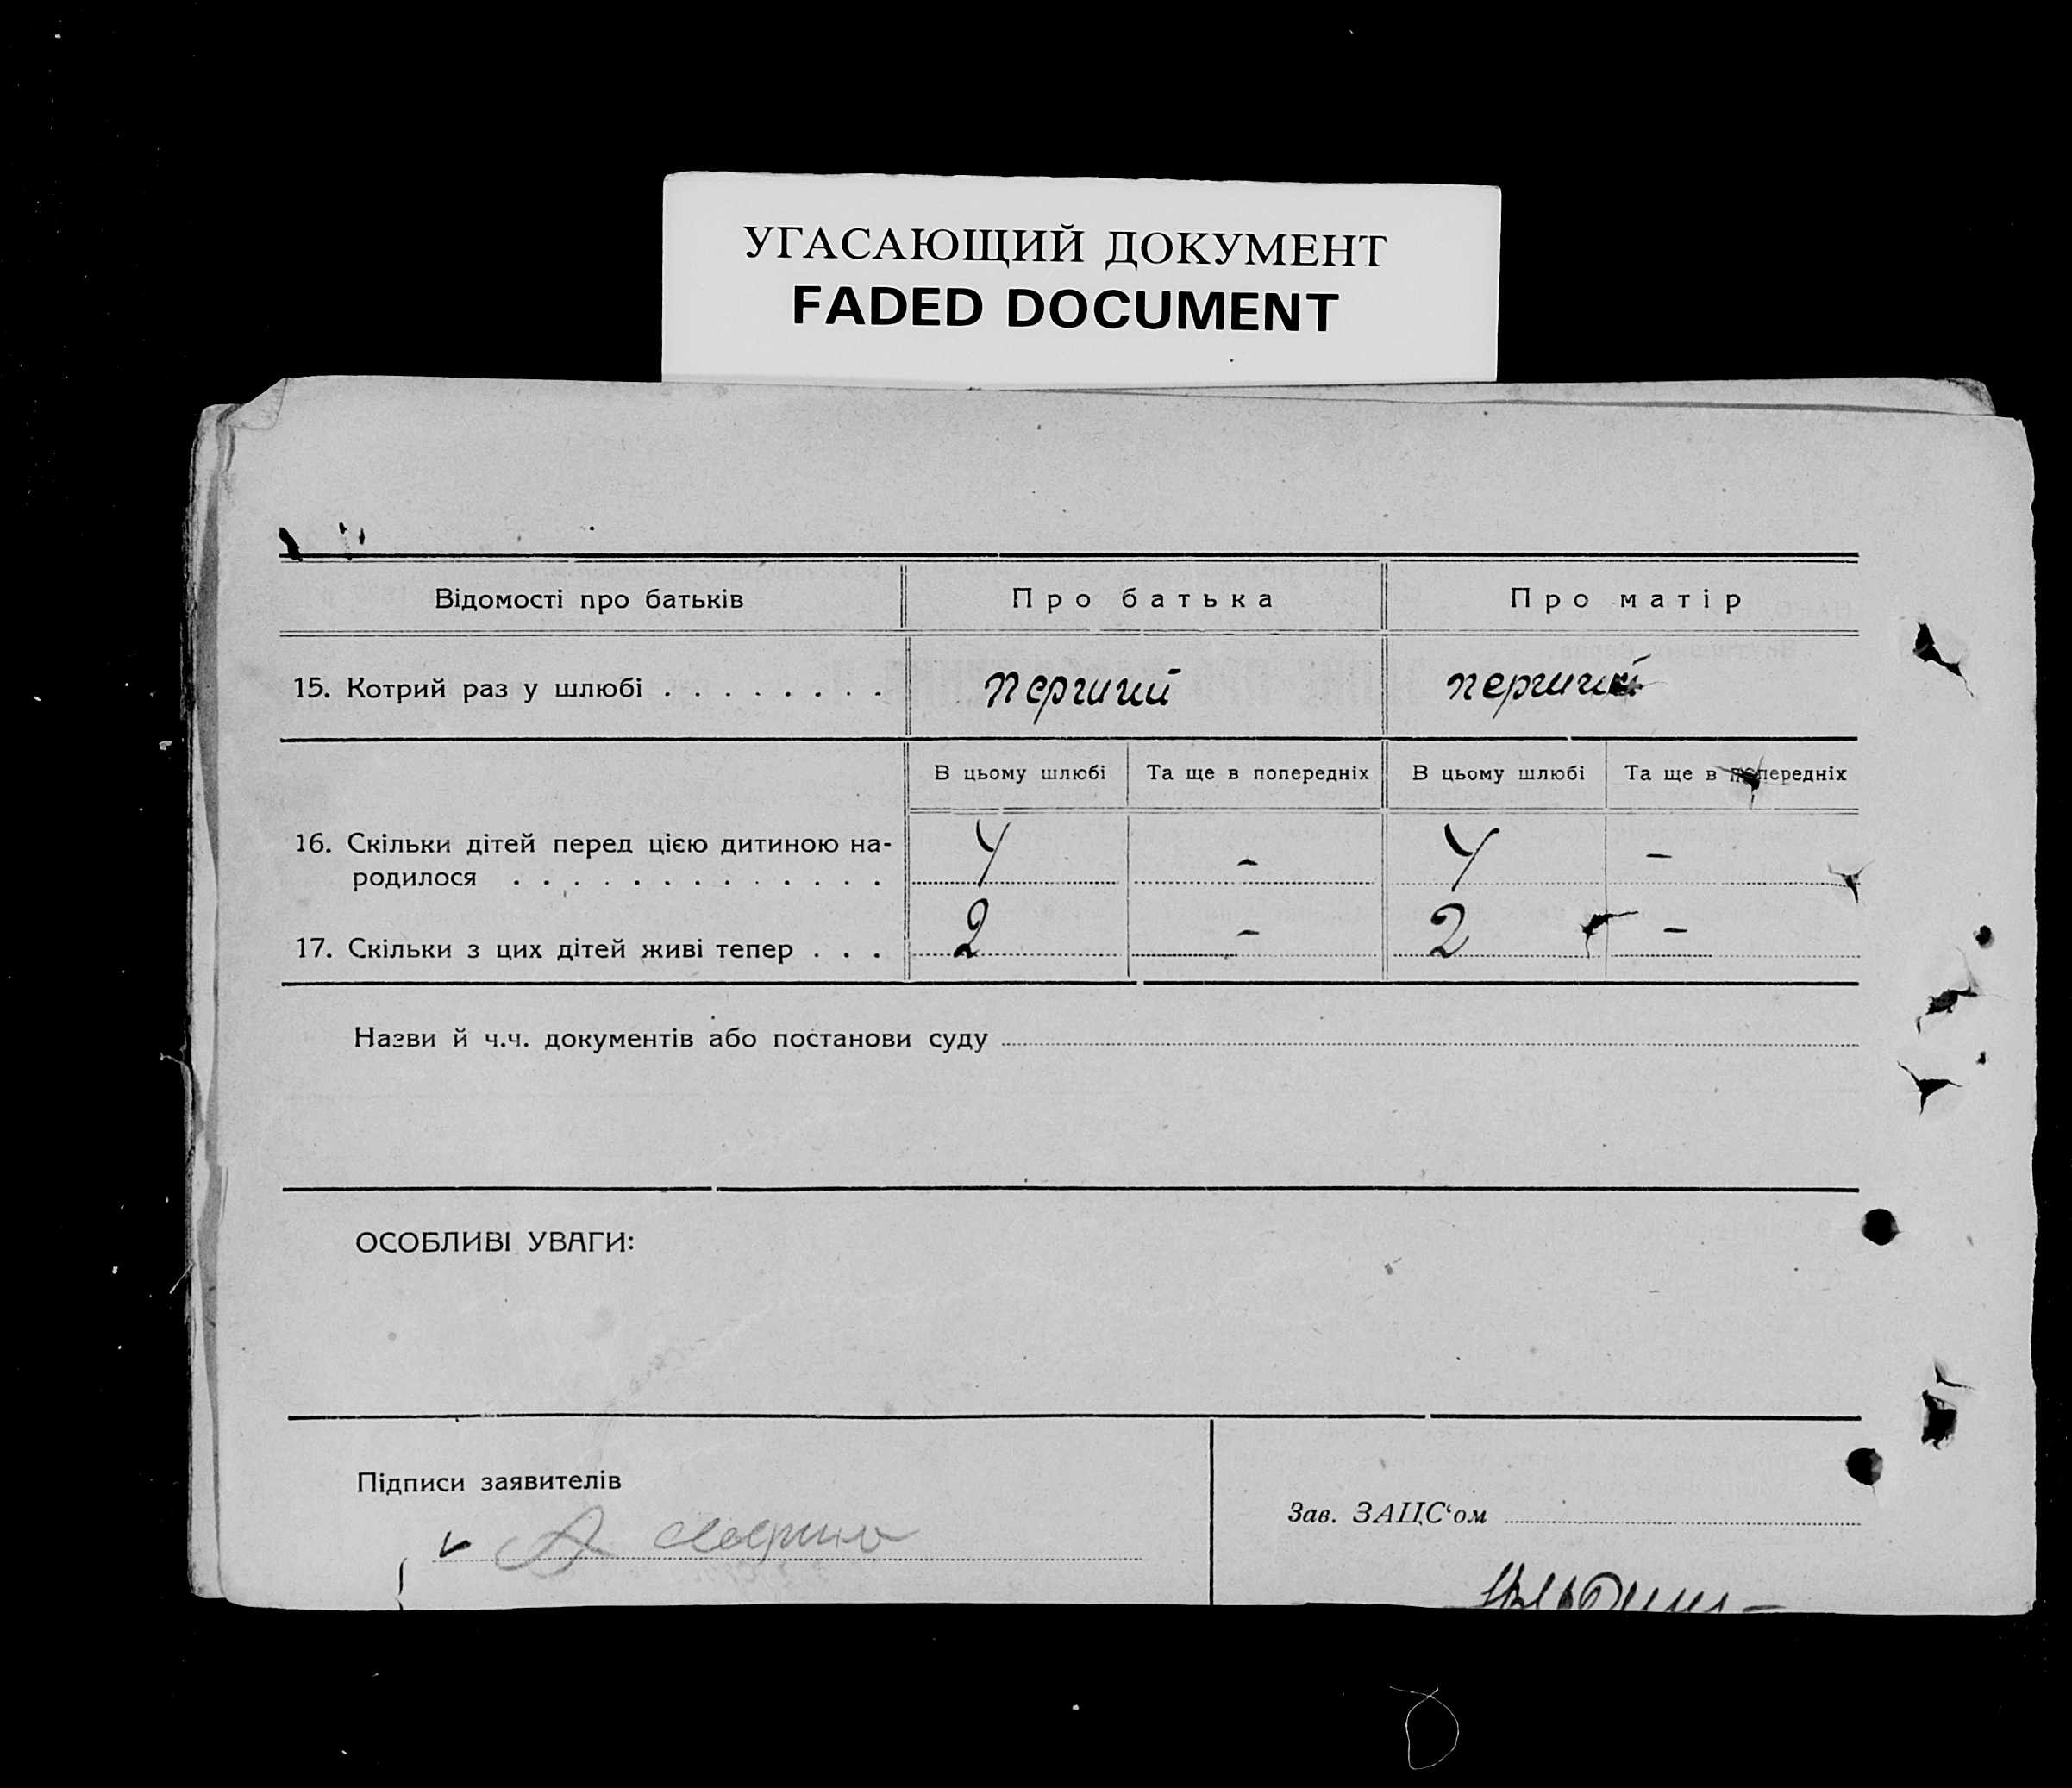 УГАСАЮЩИЙ ДОКУМЕНТ
FADED DOCUMENT
Відомості про батьків Про батька Про матір
15. Котрий раз у шлюбі . . . . . . . . перший перший
В цьому шлюбі Та ще в попередніх В цьому шлюбі Та ще в попередніх
16. Скільки дітей перед цією дитиною на-
родилося . . . . . . . . . . . . . 4 - 4 -
17. Скільки з цих дітей живі тепер . . . 2 - 2 -
Назви й ч.ч. документів або постанови суду
ОСОБЛИВІ УВАГИ:
Підписи заявителів
Зав. ЗАЦС‘ом